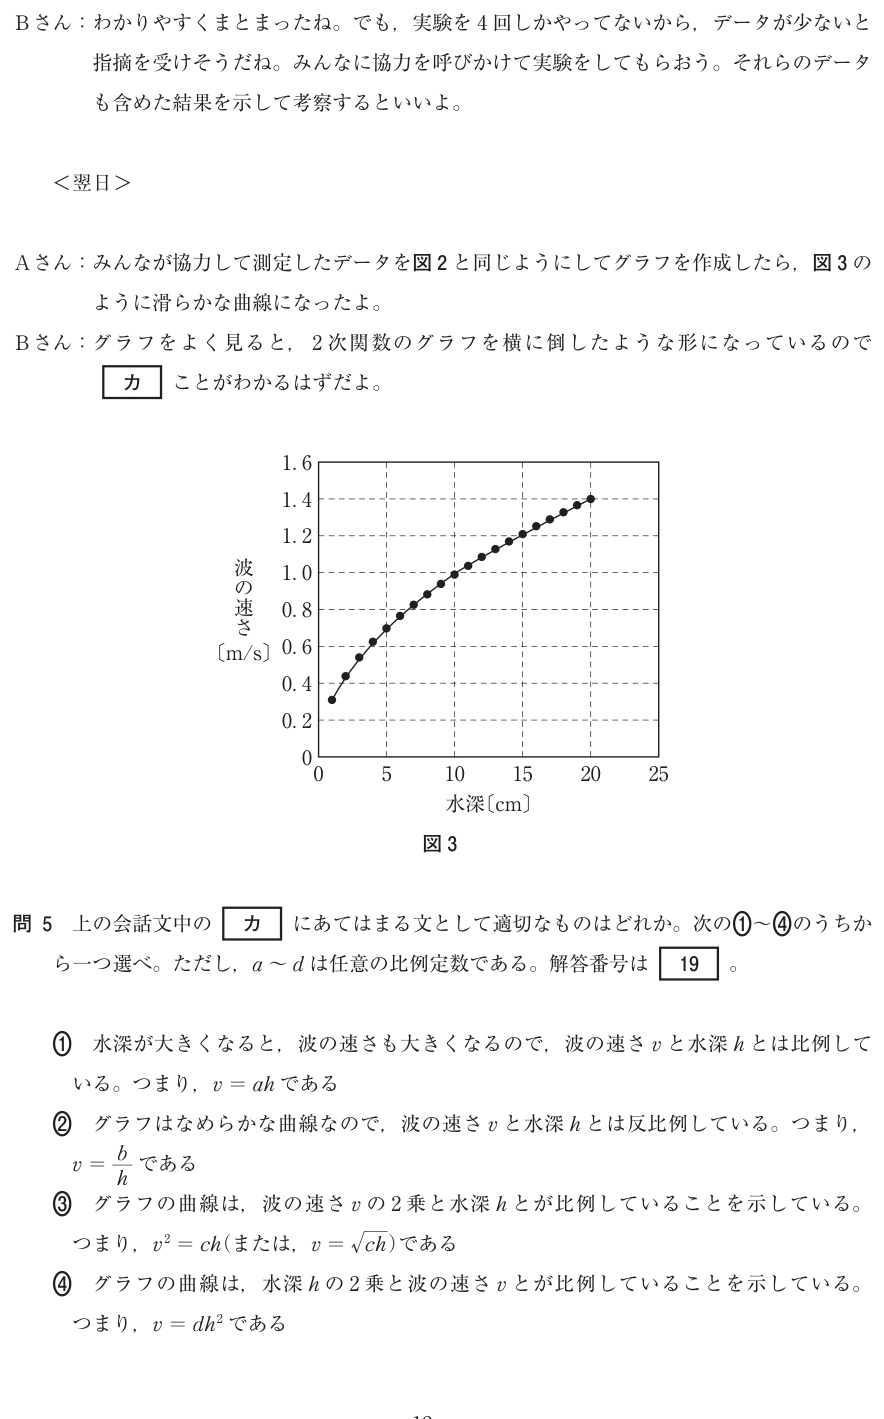 Bさん：わかりやすくまとまったね。でも，実験を4回しかやってないから，データが少ないと
指摘を受けそうだね。みんなに協力を呼びかけて実験をしてもらおう。それらのデータ
も含めた結果を示して考察するといいよ。
＜翌日＞
Aさん：みんなが協力して測定したデータを図2と同じようにしてグラフを作成したら，図3の
ように滑らかな曲線になったよ。
Bさん：グラフをよく見ると，2次関数のグラフを横に倒したような形になっているので
カ ことがわかるはずだよ。
1.6
1.4
1.2
1.0
0.8
0.6
0.4
0.2
0
波の速さ
〔m/s〕
0 5 10 15 20 25
水深〔cm〕
図3
問5 上の会話文中の カ にあてはまる文として適切なものはどれか。次の①～④のうちか
ら一つ選べ。ただし，a～dは任意の比例定数である。解答番号は 19 。
① 水深が大きくなると，波の速さも大きくなるので，波の速さvと水深hとは比例して
いる。つまり，v = ahである
② グラフはなめらかな曲線なので，波の速さvと水深hとは反比例している。つまり，
v = b/h である
③ グラフの曲線は，波の速さvの2乗と水深hとが比例していることを示している。
つまり，v² = ch(または，v = √ch)である
④ グラフの曲線は，水深hの2乗と波の速さvとが比例していることを示している。
つまり，v = dh²である